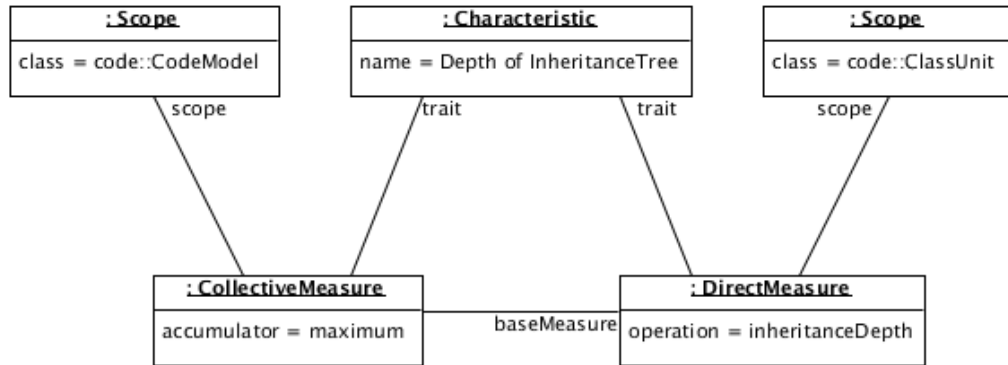 : Scope
class = code::CodeModel
: Characteristic
name = Depth of InheritanceTree
: Scope
class = code::ClassUnit
scope
trait
trait
scope
: CollectiveMeasure
accumulator = maximum
baseMeasure
: DirectMeasure
operation = inheritanceDepth